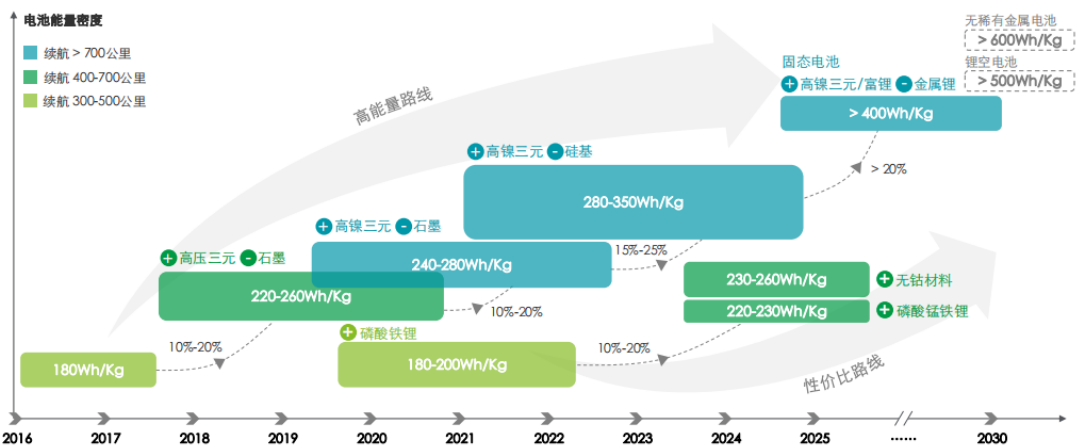 电池能量密度
续航 > 700公里
续航 400-700公里
续航 300-500公里
无稀有金属电池
> 600Wh/Kg
锂空电池
> 500Wh/Kg
固态电池
+ 高镍三元/富锂 - 金属锂
> 400Wh/Kg
高能量路线
> 20%
+ 高镍三元 - 硅基
280-350Wh/Kg
+ 高镍三元 - 石墨
240-280Wh/Kg
15%-25%
+ 高压三元 - 石墨
220-260Wh/Kg
10%-20%
230-260Wh/Kg
+ 无钴材料
220-230Wh/Kg
+ 磷酸锰铁锂
+ 磷酸铁锂
180-200Wh/Kg
10%-20%
180Wh/Kg
10%-20%
性价比路线
2016 2017 2018 2019 2020 2021 2022 2023 2024 2025 ...... 2030